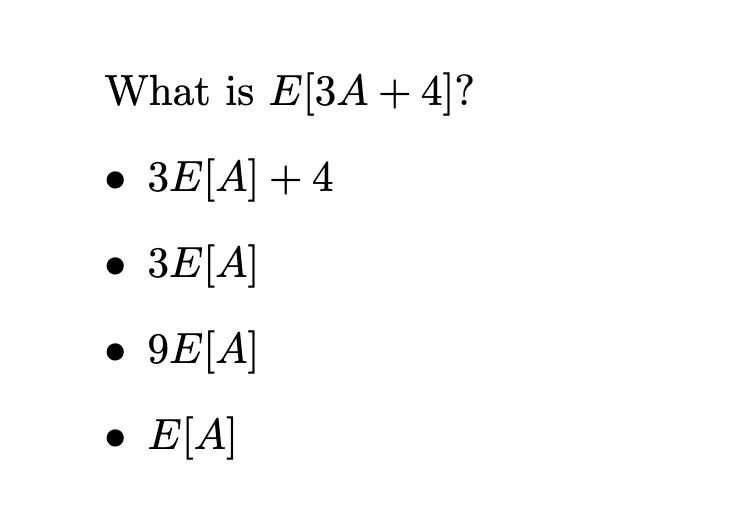 What is E[3A + 4]?
• 3E[A] + 4
• 3E[A]
• 9E[A]
• E[A]